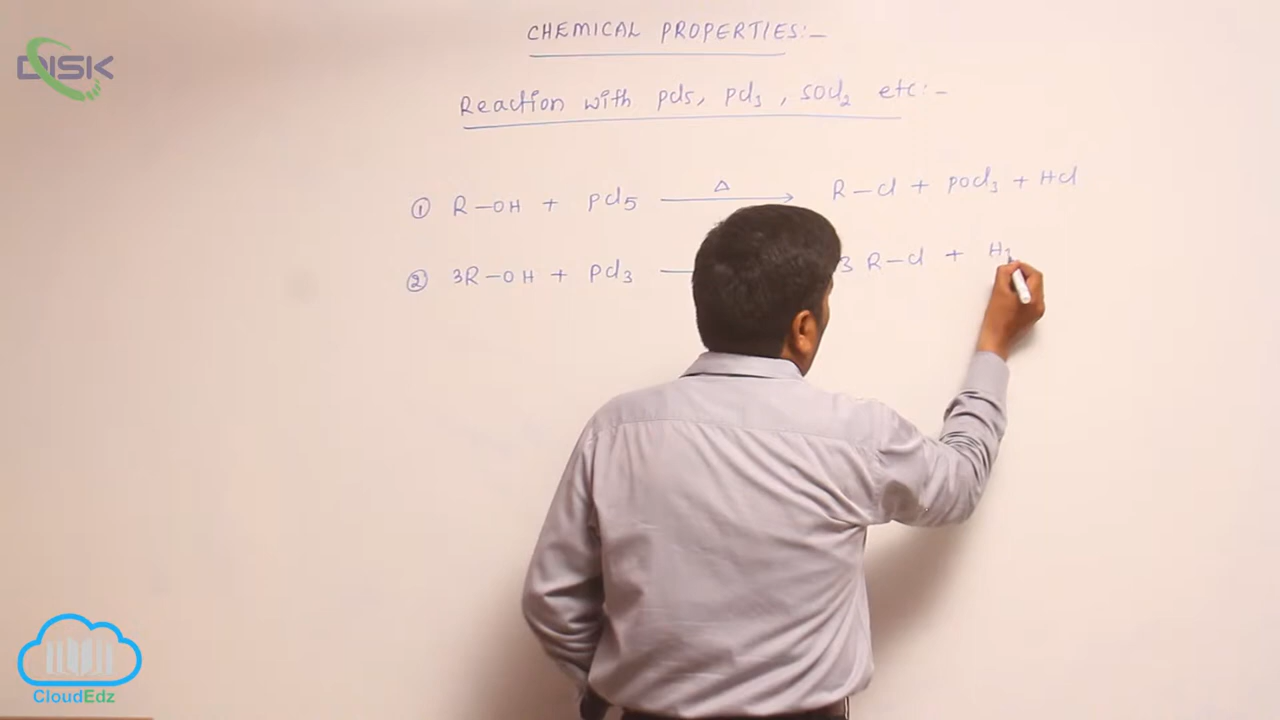 DISK
CHEMICAL PROPERTIES:-
Reaction with pcl5, pcl3, SOCl2 etc:-
① R-OH + pcl5 Δ⟶ R-Cl + pocl3 + HCl
② 3R-OH + pcl3 — 3 R-Cl + H3
CloudEdz